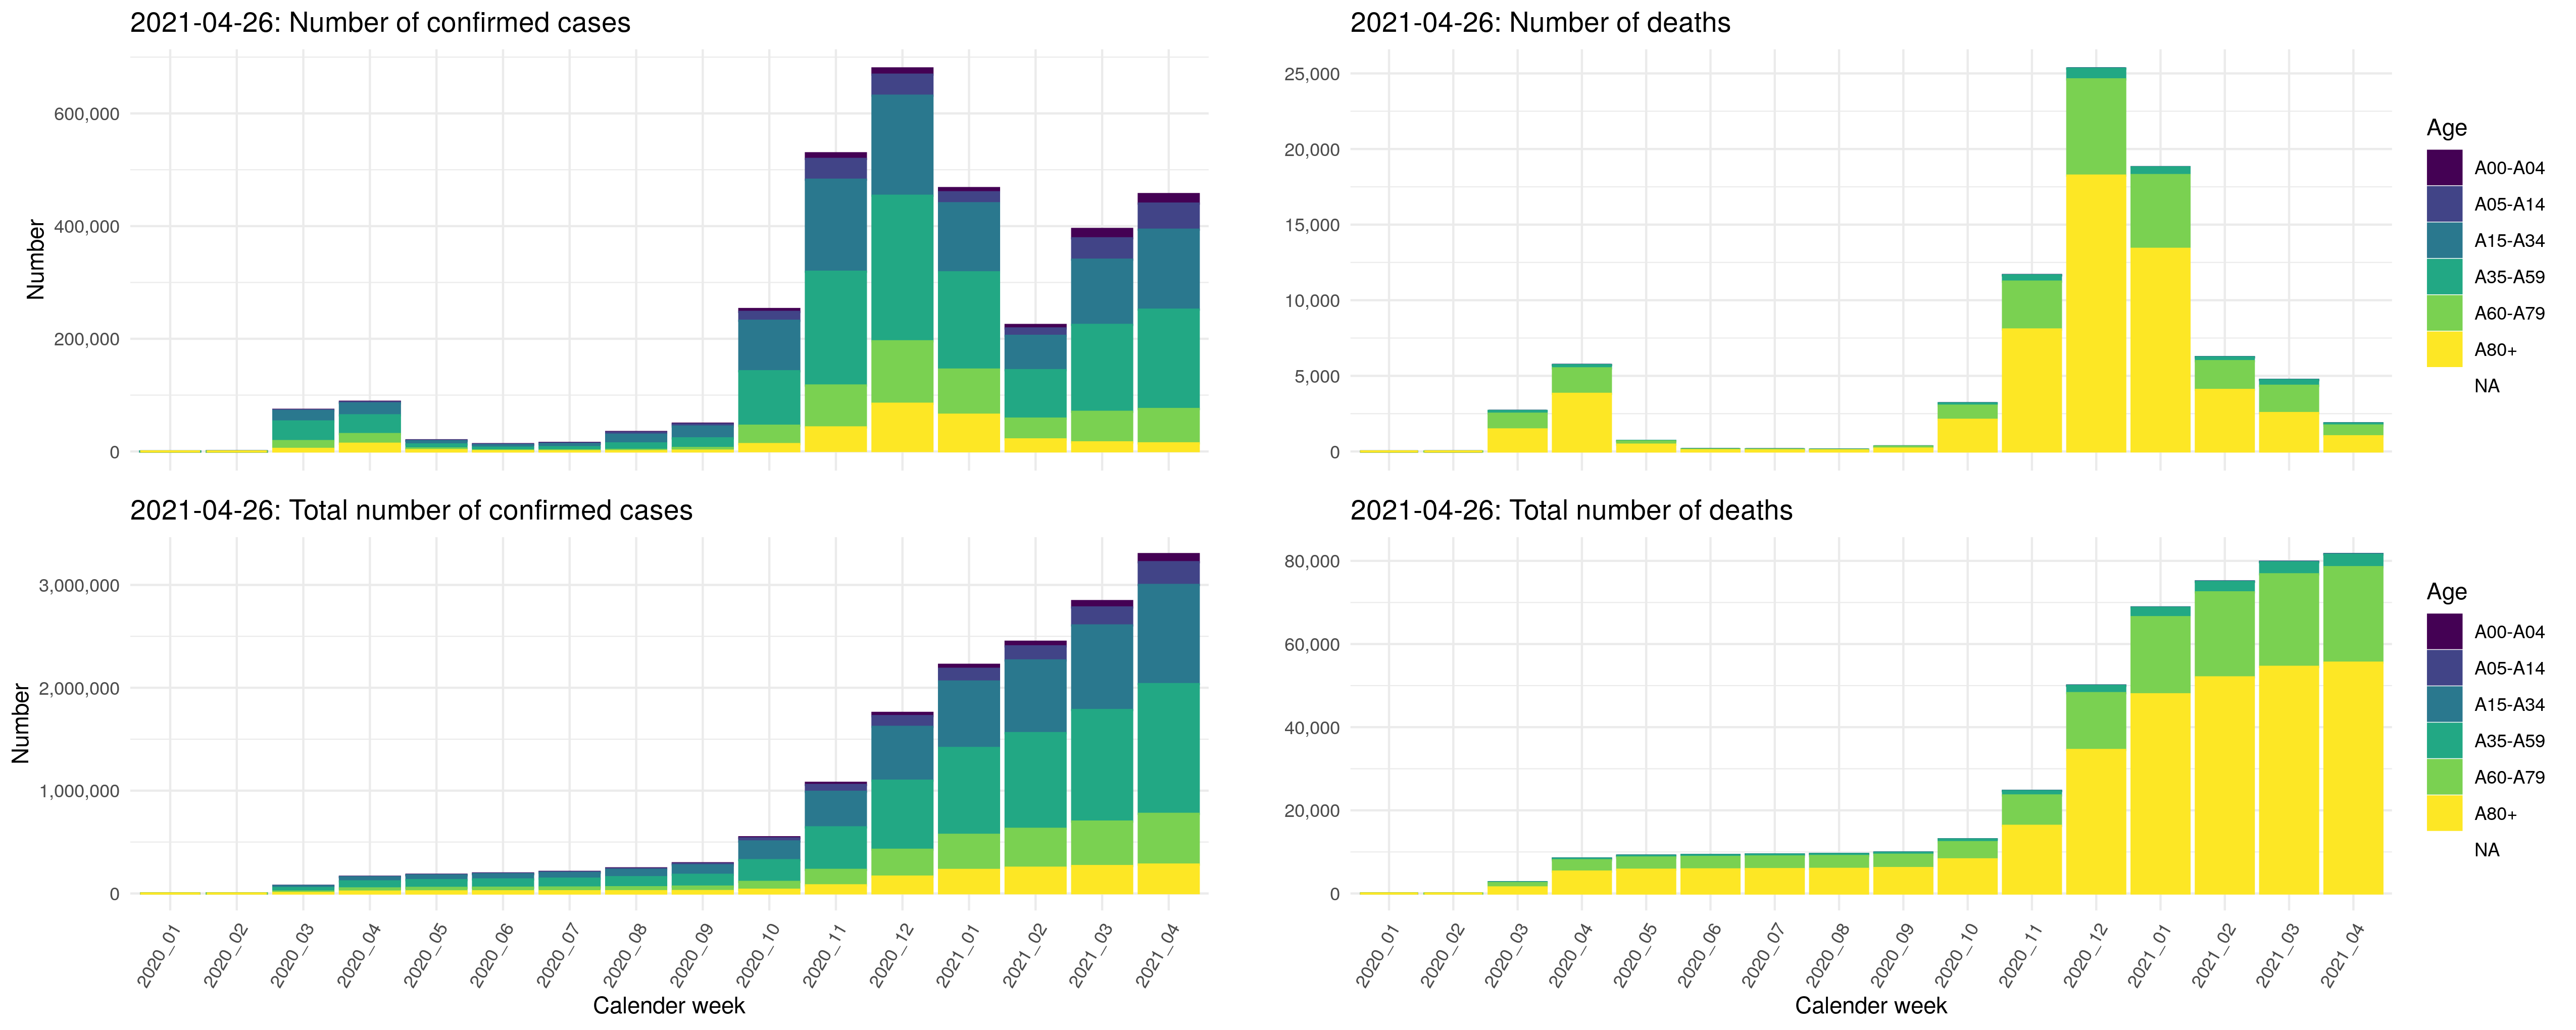 2021-04-26: Number of confirmed cases
Number
600,000
400,000
200,000
0
2021-04-26: Number of deaths
25,000
20,000
15,000
10,000
5,000
0
Age
A00-A04
A05-A14
A15-A34
A35-A59
A60-A79
A80+
NA
2021-04-26: Total number of confirmed cases
Number
3,000,000
2,000,000
1,000,000
0
2020_01
2020_02
2020_03
2020_04
2020_05
2020_06
2020_07
2020_08
2020_09
2020_10
2020_11
2020_12
2021_01
2021_02
2021_03
2021_04
Calender week
2021-04-26: Total number of deaths
80,000
60,000
40,000
20,000
0
2020_01
2020_02
2020_03
2020_04
2020_05
2020_06
2020_07
2020_08
2020_09
2020_10
2020_11
2020_12
2021_01
2021_02
2021_03
2021_04
Calender week
Age
A00-A04
A05-A14
A15-A34
A35-A59
A60-A79
A80+
NA